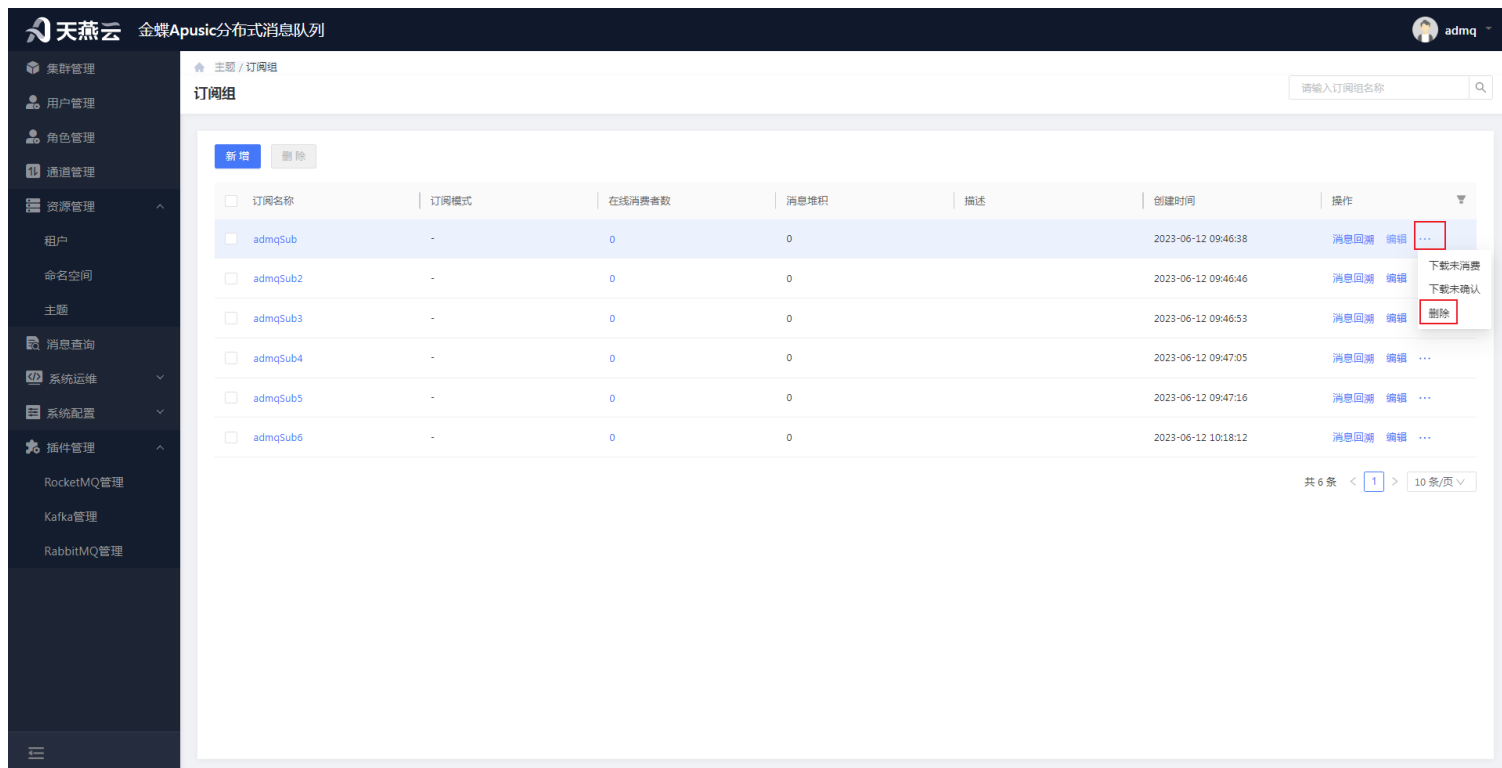 天燕云 金蝶Apusic分布式消息队列 admq
集群管理
用户管理
角色管理
通道管理
资源管理
租户
命名空间
主题
消息查询
系统运维
系统配置
插件管理
RocketMQ管理
Kafka管理
RabbitMQ管理
主题 / 订阅组
订阅组
请输入订阅组名称
新 增 删 除
订阅名称 订阅模式 在线消费者数 消息堆积 描述 创建时间 操作
admqSub - 0 0 2023-06-12 09:46:38 消息回溯 编辑 ···
admqSub2 - 0 0 2023-06-12 09:46:46 消息回溯 编辑
admqSub3 - 0 0 2023-06-12 09:46:53 消息回溯 编辑
admqSub4 - 0 0 2023-06-12 09:47:05 消息回溯 编辑 ···
admqSub5 - 0 0 2023-06-12 09:47:16 消息回溯 编辑 ···
admqSub6 - 0 0 2023-06-12 10:18:12 消息回溯 编辑 ···
下载未消费
下载未确认
删除
共 6 条 < 1 > 10 条/页